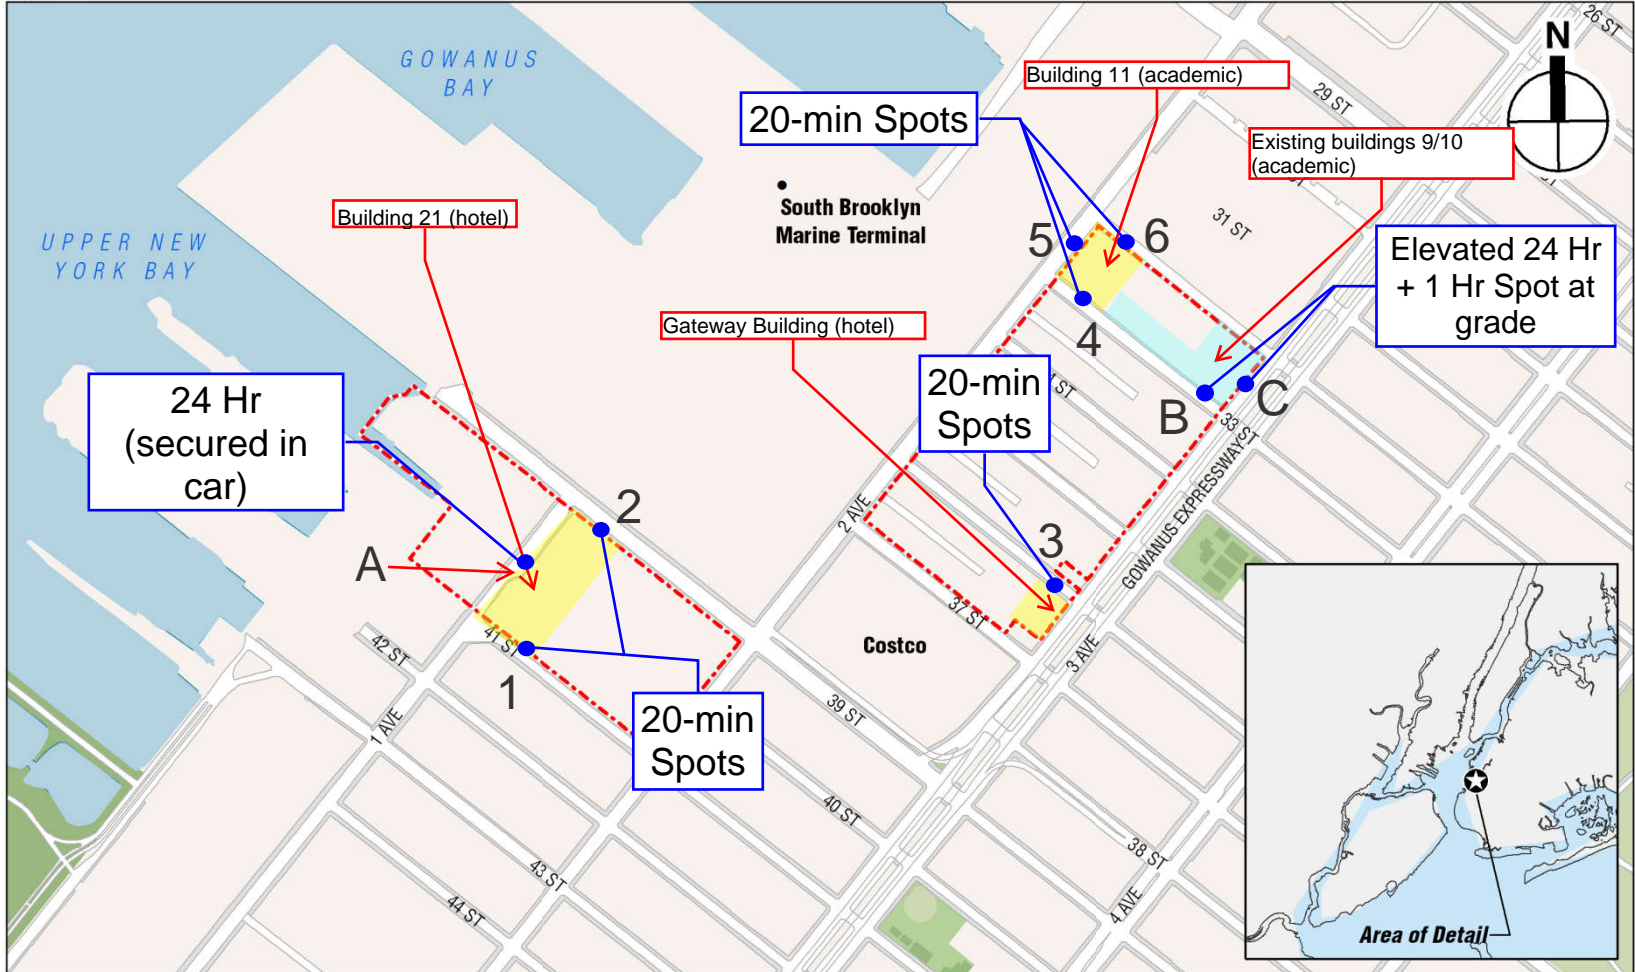 GOWANUS
BAY
UPPER NEW
YORK BAY
26 ST
N
Building 11 (academic)
29 ST
20-min Spots
Existing buildings 9/10
(academic)
South Brooklyn
Marine Terminal
Building 21 (hotel)
31 ST
5
6
Elevated 24 Hr
+ 1 Hr Spot at
grade
Gateway Building (hotel)
4
20-min
Spots
24 Hr
(secured in
car)
B
C
33 ST
GOWANUS EXPRESSWAY
2 AVE
2
3
A
37 ST
41 ST
42 ST
Costco
3 AVE
1
20-min
Spots
39 ST
1 AVE
40 ST
38 ST
43 ST
44 ST
4 AVE
Area of Detail